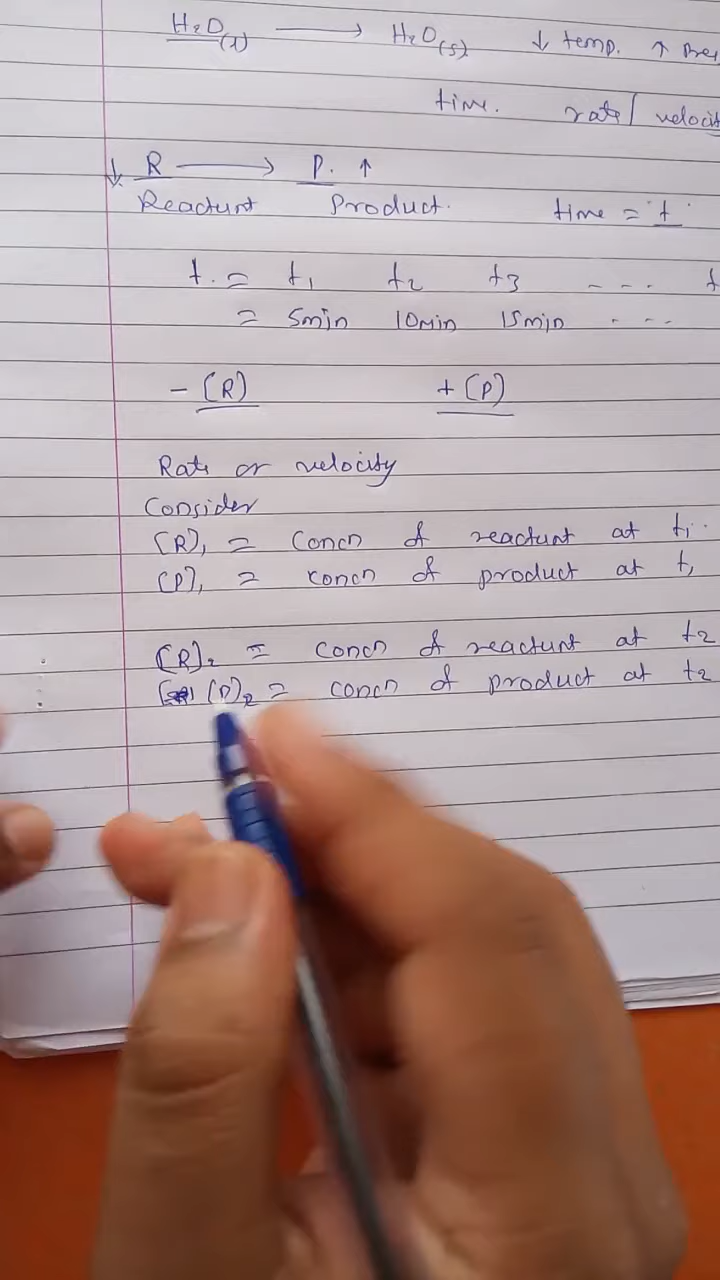 H₂O(l) ⟶ H₂O(s) ↓ temp. ↑ Pre
time. rate/ velocit
↓ R ⟶ P. ↑
Reactant Product. time = 't'
t. = t₁ t₂ t₃ - - - t
= 5min 10min 15min - - -
- [R] + [P]
Rate or velocity
Consider
[R]₁ = concn of reactant at t₁.
[P]₁ = concn of product at t₁
[R]₂ = concn of reactant at t₂
[P]₂ = concn of product at t₂